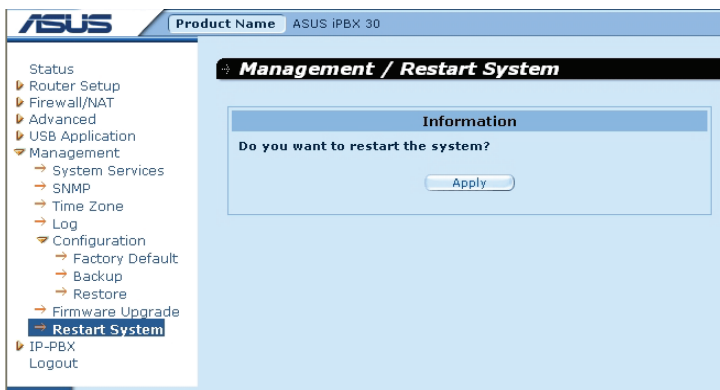 ASUS
Product Name ASUS iPBX 30
Status
Router Setup
Firewall/NAT
Advanced
USB Application
Management
System Services
SNMP
Time Zone
Log
Configuration
Factory Default
Backup
Restore
Firmware Upgrade
Restart System
IP-PBX
Logout
Management / Restart System
Information
Do you want to restart the system?
Apply